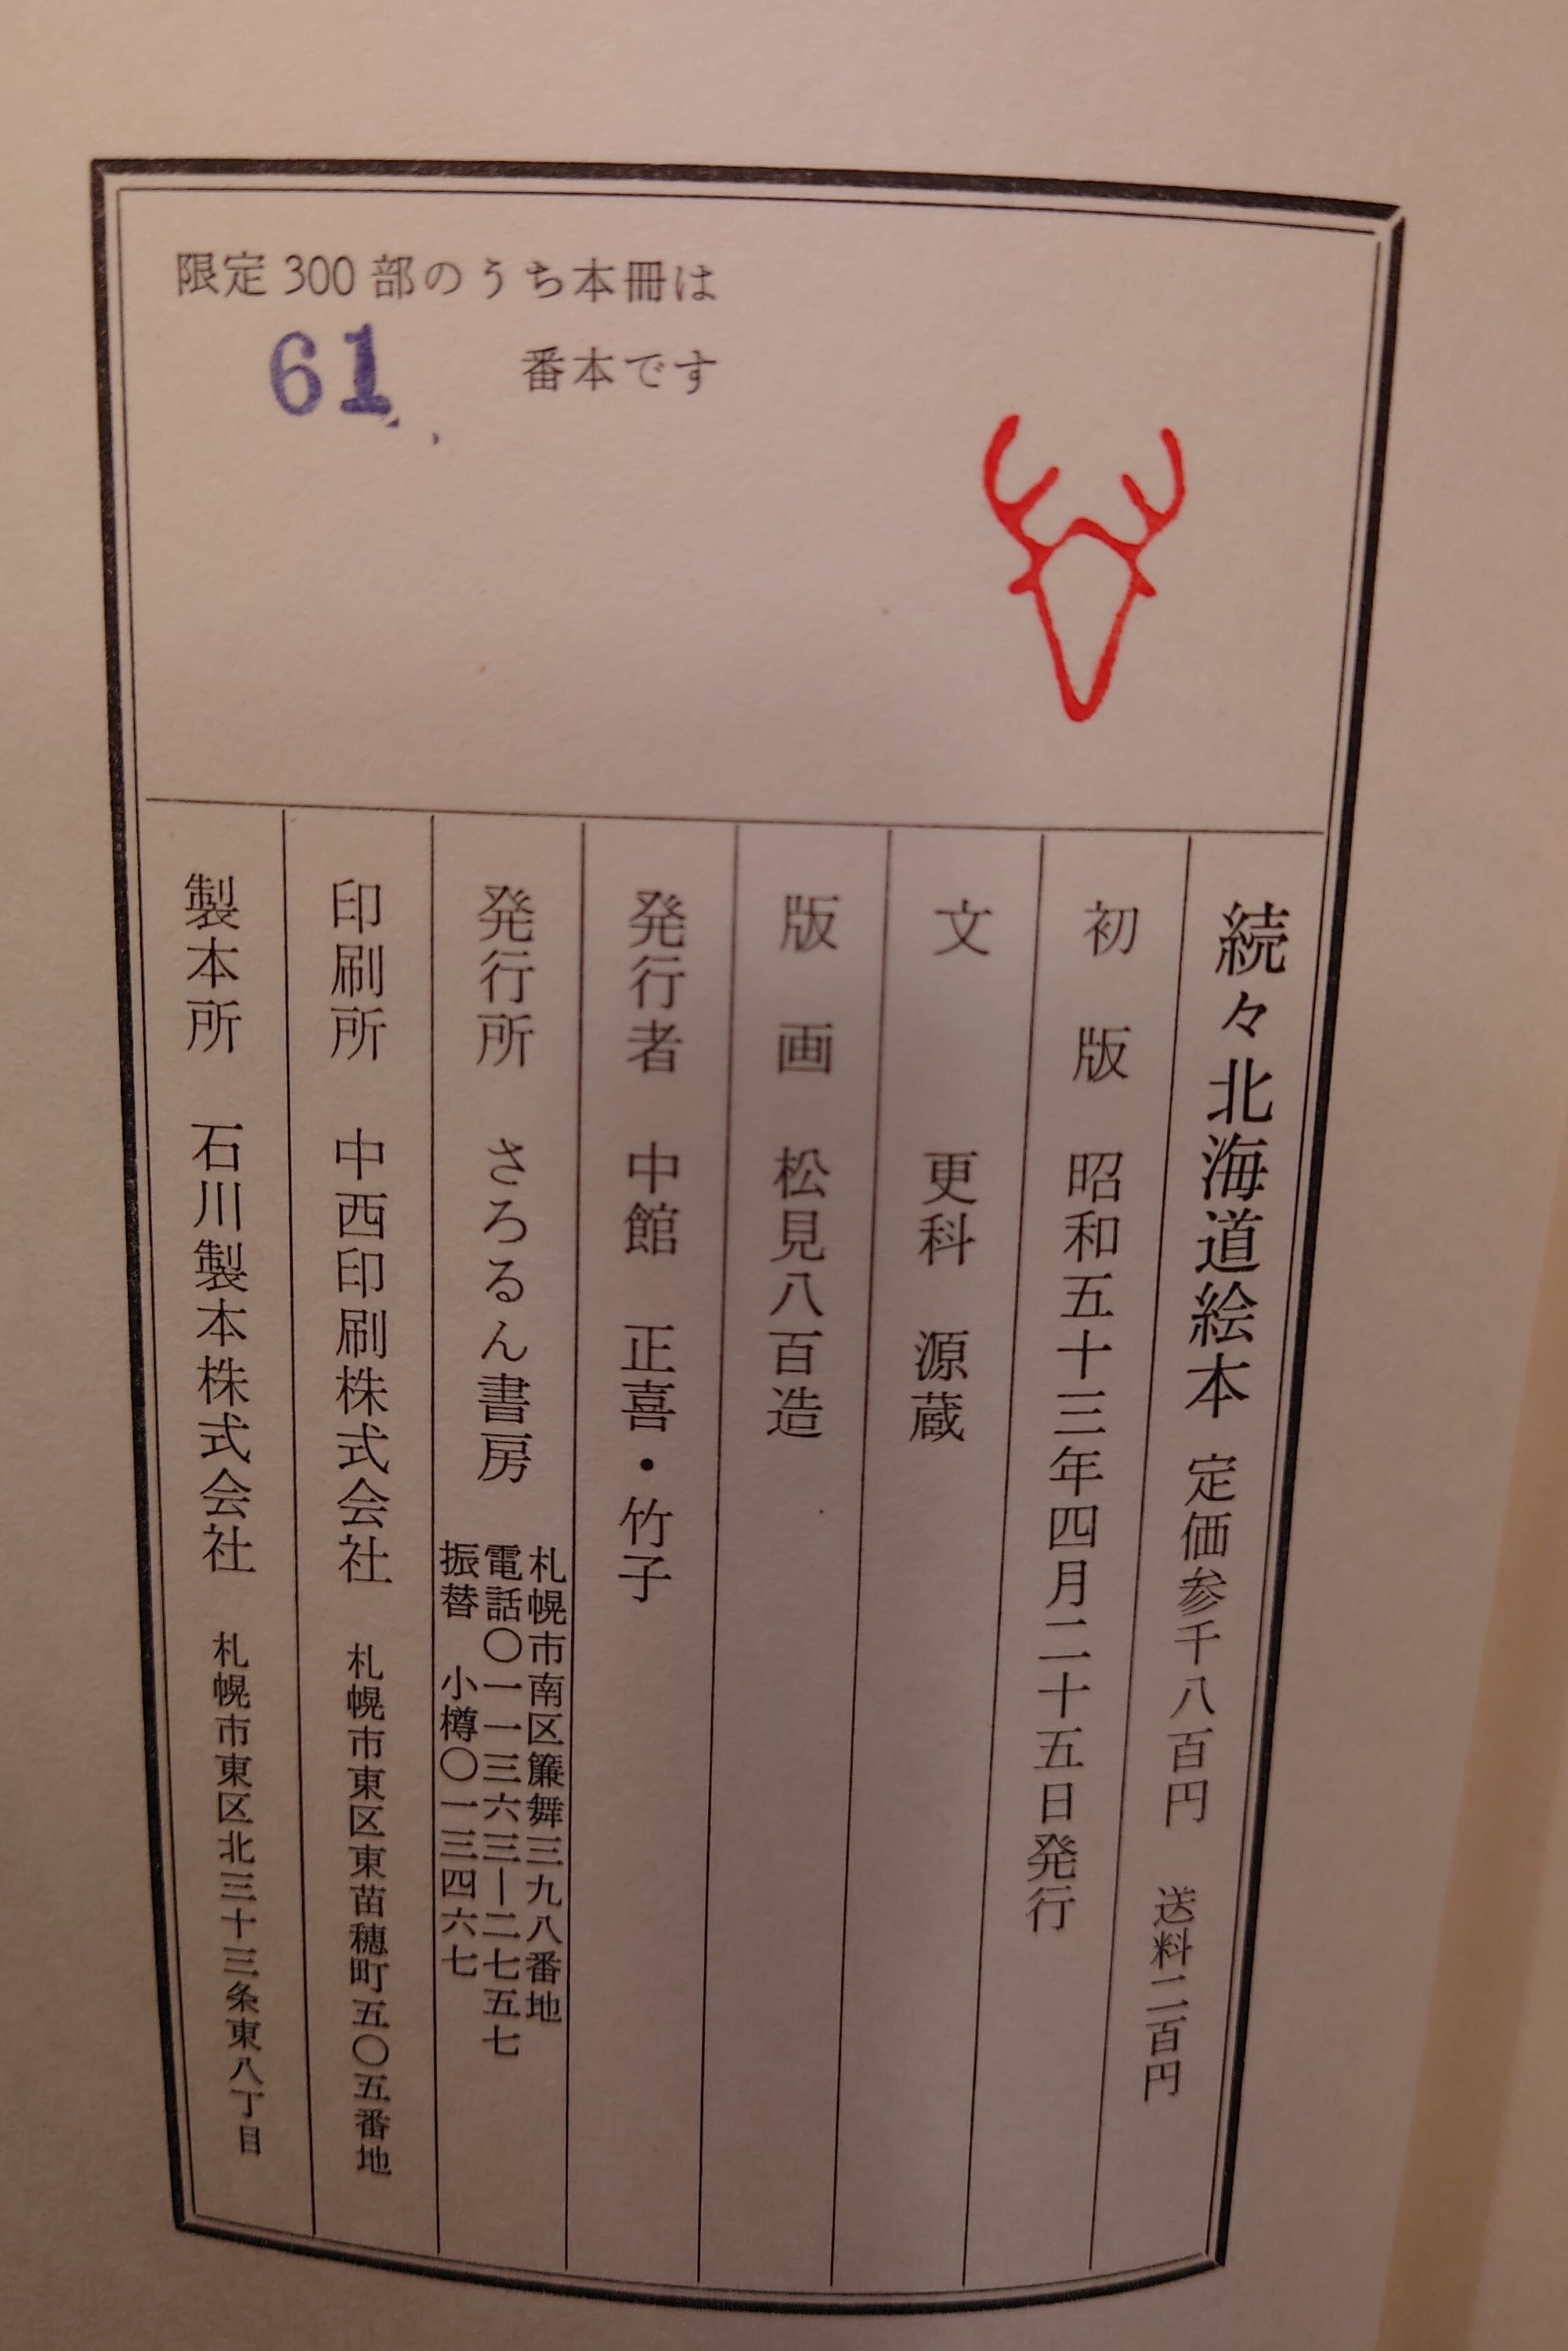 限定300部のうち本冊は
61 番本です
続々北海道絵本 定価参千八百円 送料二百円
初版 昭和五十三年四月二十五日発行
文 更科 源蔵
版画 松見八百造
発行者 中館 正喜・竹子
発行所 さろるん書房
札幌市南区簾舞三九八番地
電話〇一一三六三―二七五七
振替 小樽〇一三四六七
印刷所 中西印刷株式会社 札幌市東区東苗穂町五〇五番地
製本所 石川製本株式会社 札幌市東区北三十三条東八丁目